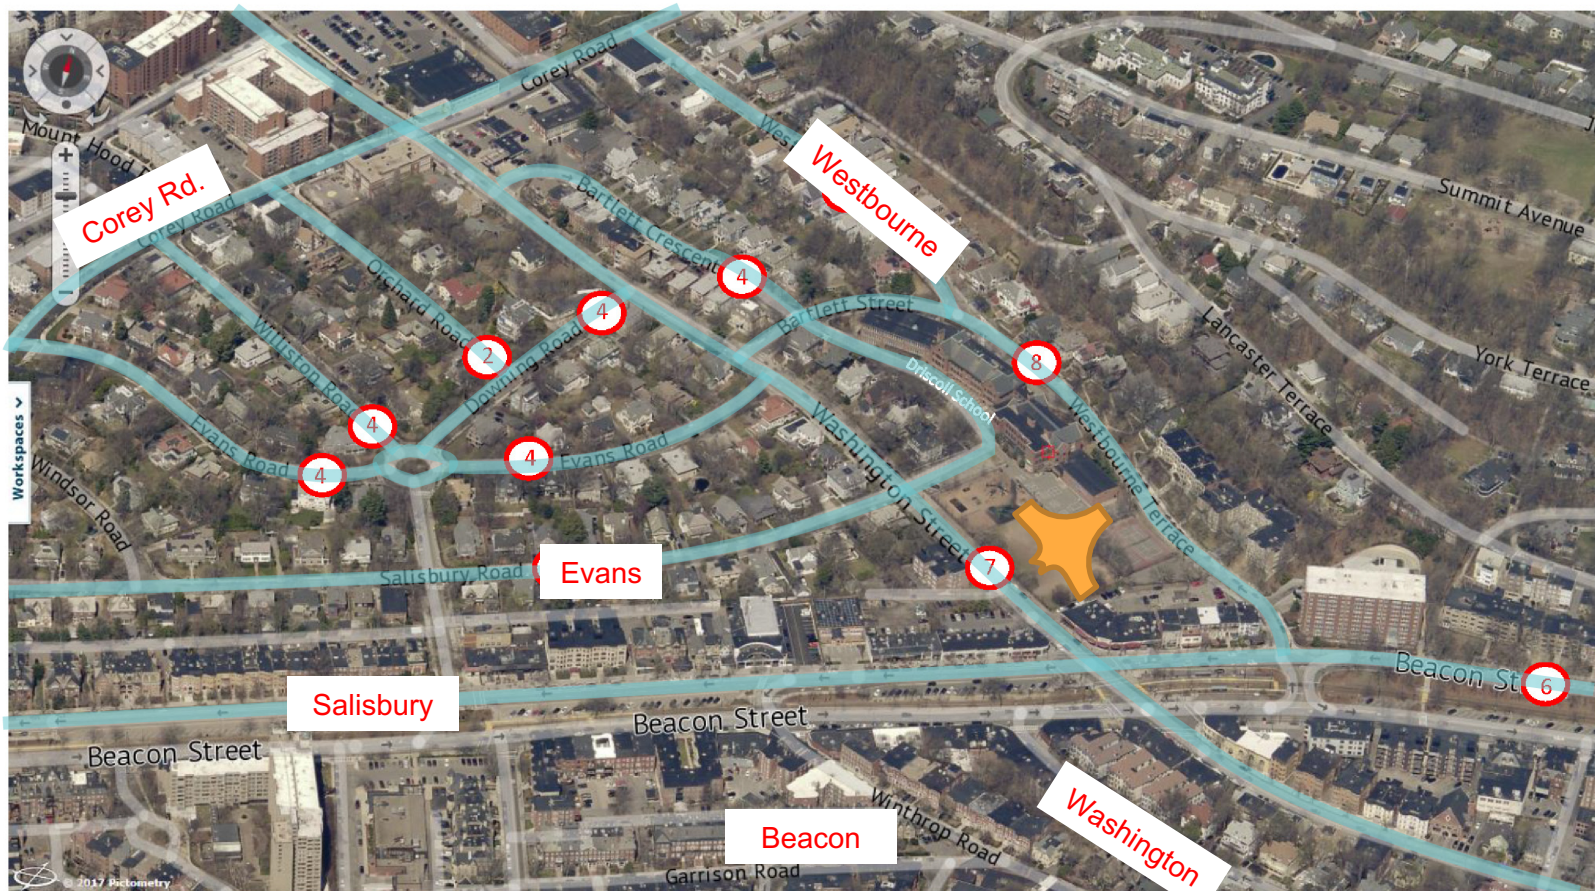 Corey Road
Mount Hood
Westbourne
Corey Rd.
Corey Road
Bartlett Crescent
Summit Avenue
4
Orchard Road
4
Bartlett Street
Lancaster Terrace
Williston Road
2
Downing Road
8
York Terrace
Driscoll School
Workspaces
4
Washington Street
Westbourne Terrace
Evans Road
4
4
Evans Road
Windsor Road
Salisbury Road
Evans
7
Beacon St
6
Salisbury
Beacon Street
Beacon Street
Washington
Winthrop Road
Beacon
Garrison Road
© 2017 Pictometry